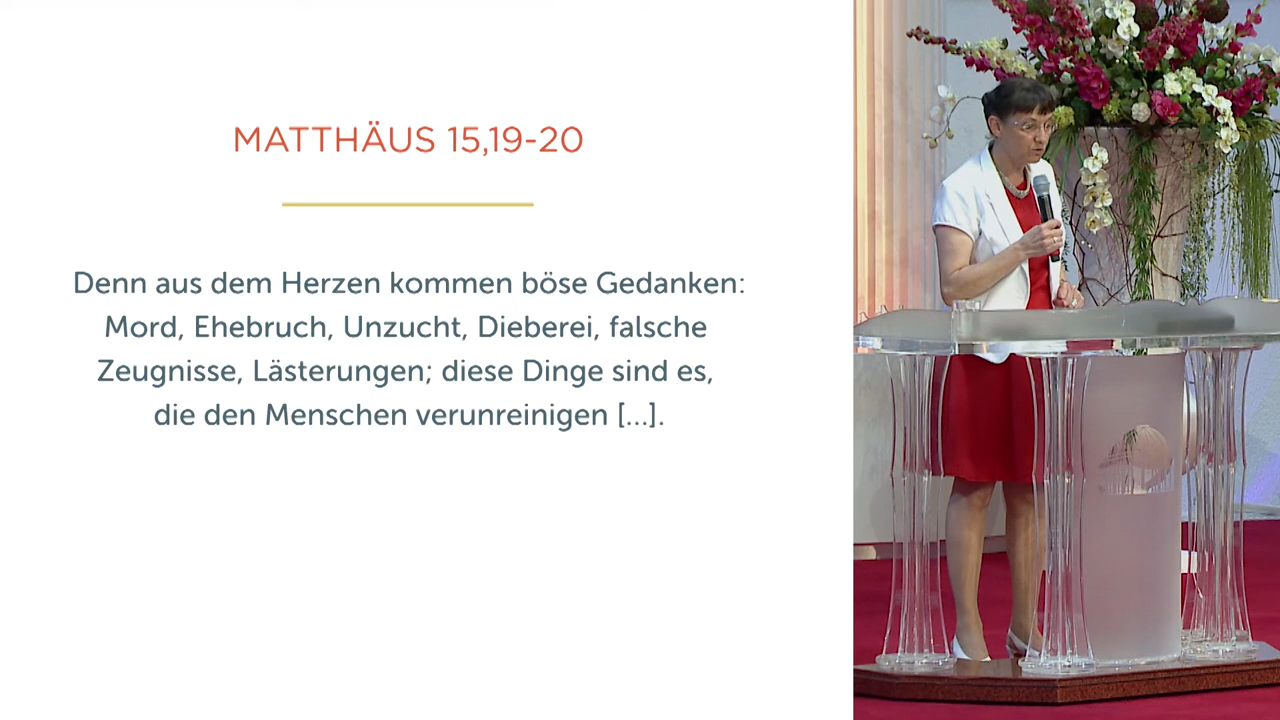 MATTHÄUS 15,19-20
Denn aus dem Herzen kommen böse Gedanken:
Mord, Ehebruch, Unzucht, Dieberei, falsche
Zeugnisse, Lästerungen; diese Dinge sind es,
die den Menschen verunreinigen [...].